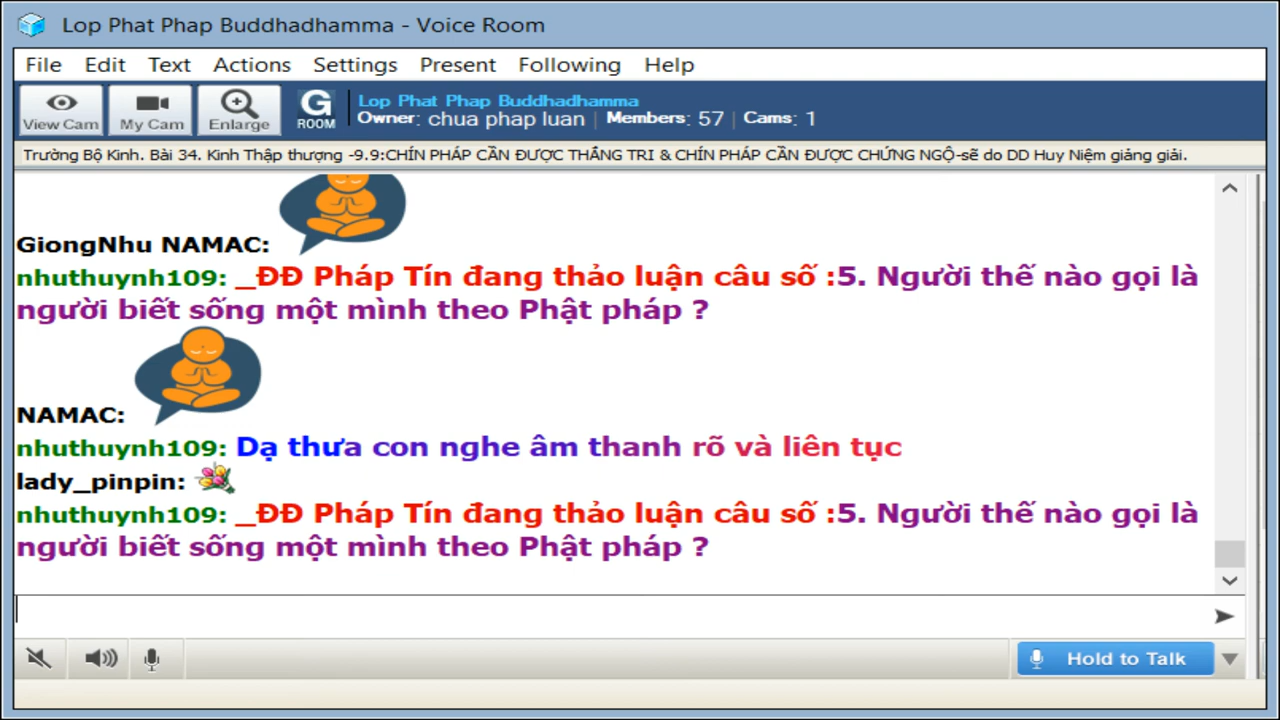 Lop Phat Phap Buddhadhamma - Voice Room
File Edit Text Actions Settings Present Following Help
View Cam My Cam Enlarge G ROOM
Lop Phat Phap Buddhadhamma
Owner: chua phap luan | Members: 57 | Cams: 1
Trường Bộ Kinh. Bài 34. Kinh Thập thượng -9.9:CHÍN PHÁP CẦN ĐƯỢC THẮNG TRI & CHÍN PHÁP CẦN ĐƯỢC CHỨNG NGỘ-sẽ do DD Huy Niệm giảng giải.
GiongNhu NAMAC:
nhuthuynh109: _ĐĐ Pháp Tín đang thảo luận câu số :5. Người thế nào gọi là
người biết sống một mình theo Phật pháp ?
NAMAC:
nhuthuynh109: Dạ thưa con nghe âm thanh rõ và liên tục
lady_pinpin:
nhuthuynh109: _ĐĐ Pháp Tín đang thảo luận câu số :5. Người thế nào gọi là
người biết sống một mình theo Phật pháp ?
Hold to Talk